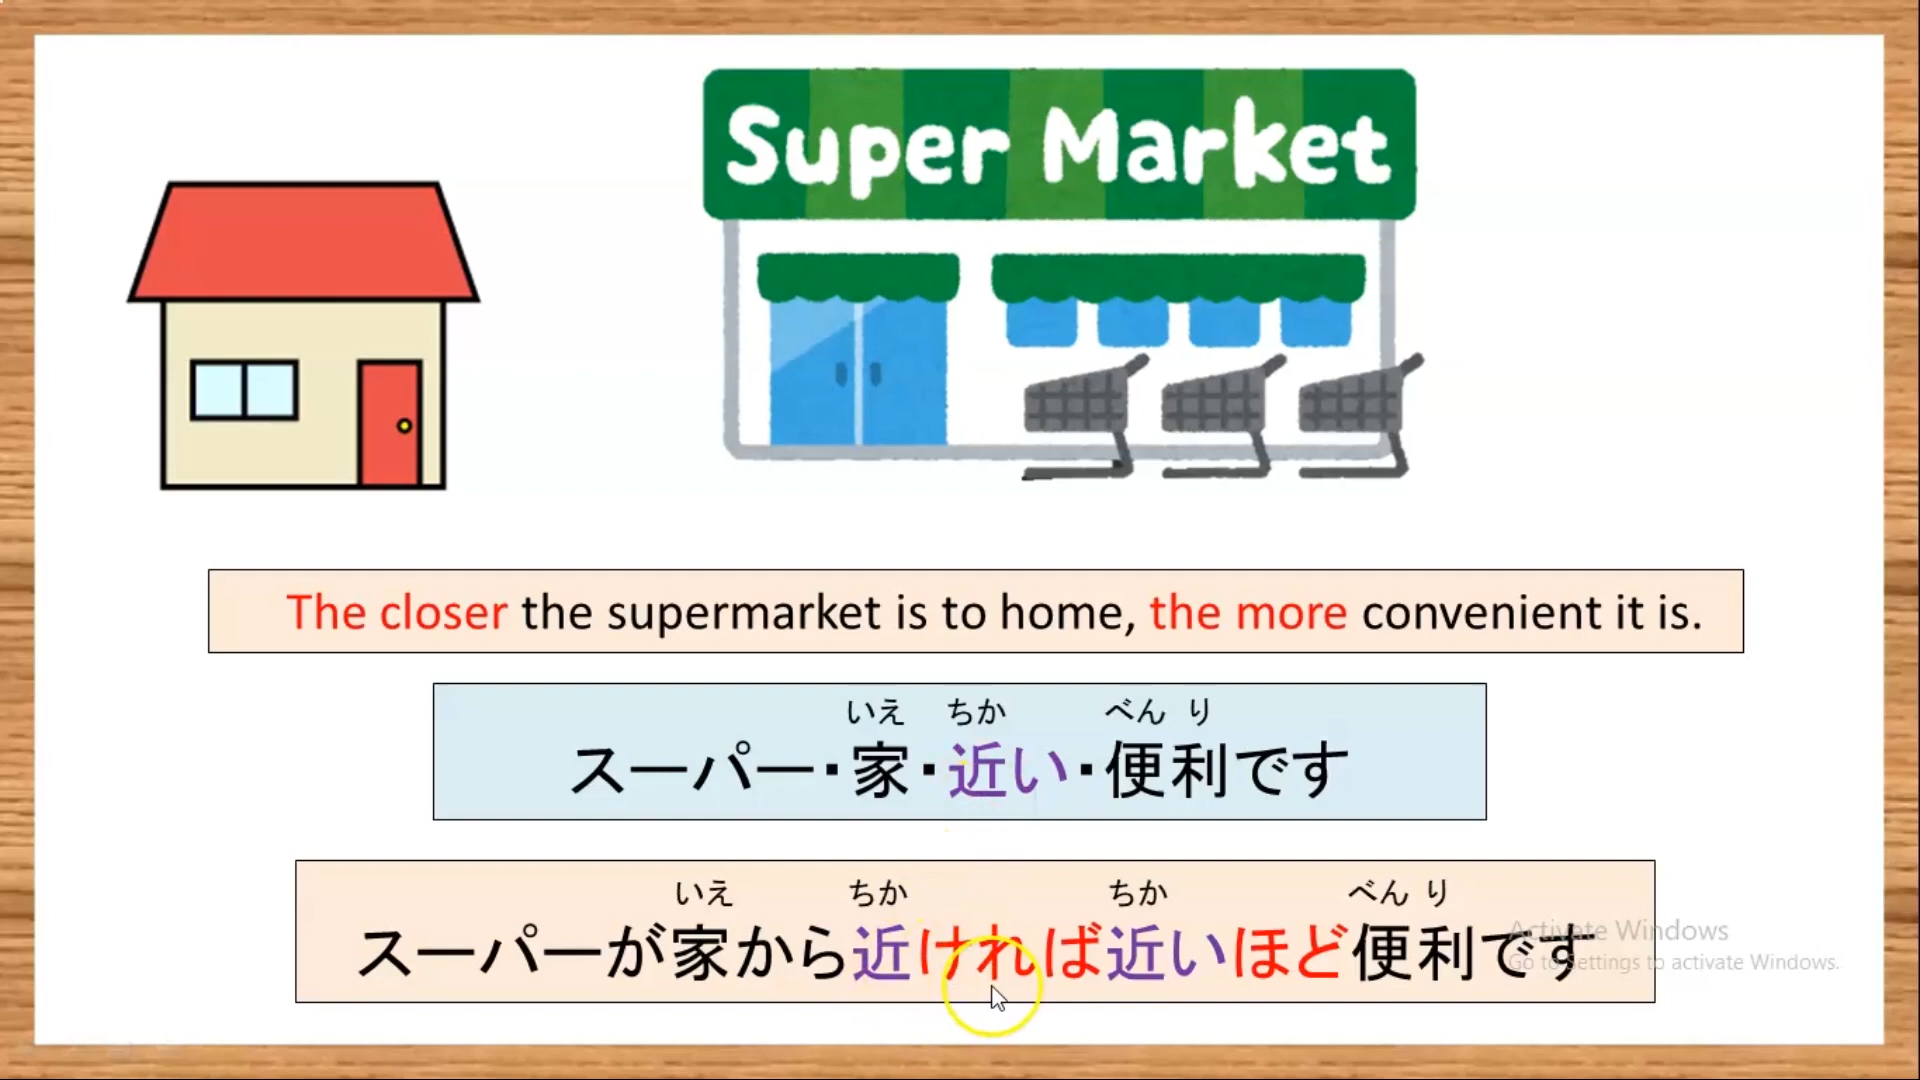 Super Market
The closer the supermarket is to home, the more convenient it is.
いえ ちか べん り
スーパー・家・近い・便利です
いえ ちか ちか べん り
スーパーが家から近ければ近いほど便利です
Activate Windows
Go to Settings to activate Windows.